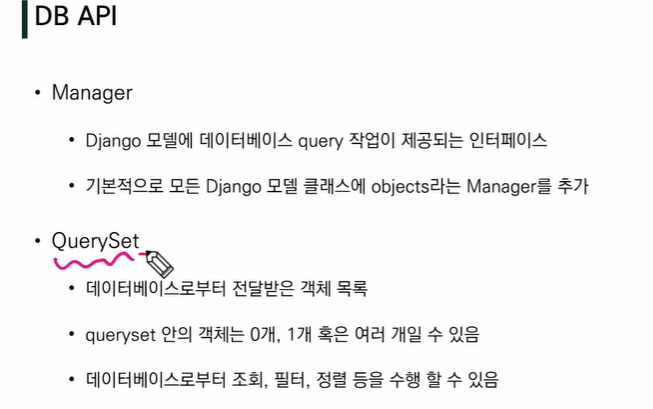 DB API
• Manager
• Django 모델에 데이터베이스 query 작업이 제공되는 인터페이스
• 기본적으로 모든 Django 모델 클래스에 objects라는 Manager를 추가
• QuerySet
• 데이터베이스로부터 전달받은 객체 목록
• queryset 안의 객체는 0개, 1개 혹은 여러 개일 수 있음
• 데이터베이스로부터 조회, 필터, 정렬 등을 수행 할 수 있음